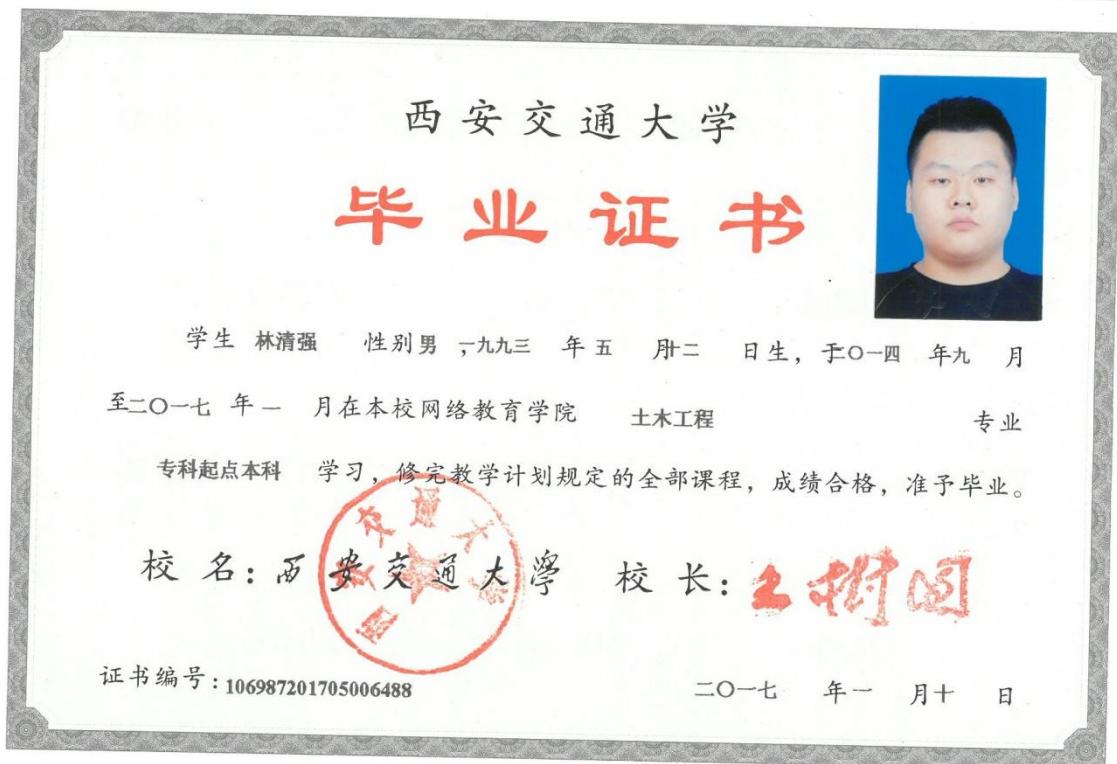 西安交通大学
毕业证书
学生 林清强 性别 男 ，一九九三 年 五 月十二 日生，于二〇一四 年九 月
至二〇一七 年 一 月在本校网络教育学院 土木工程 专业
专科起点本科 学习，修完教学计划规定的全部课程，成绩合格，准予毕业。
校 名：西安交通大學 校 长：王树国
西安交通大学
证书编号：106987201705006488 二〇一七 年一 月十 日